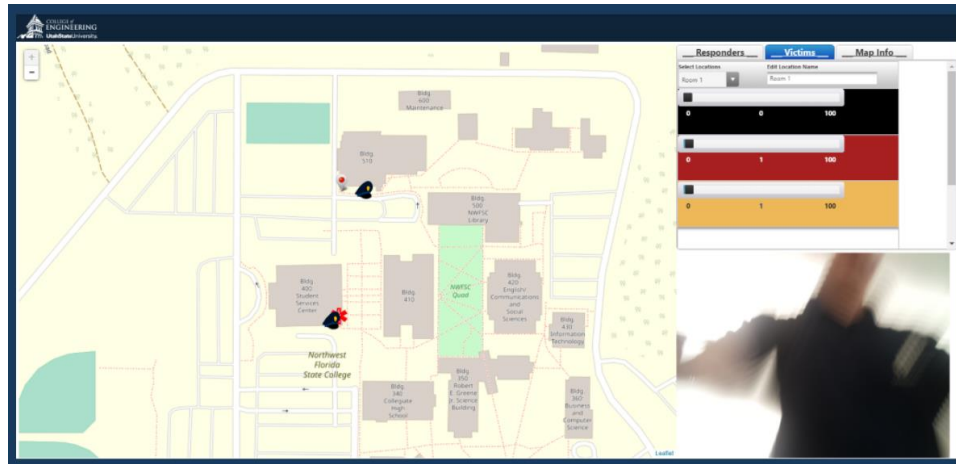 COLLEGE of
ENGINEERING
UtahStateUniversity
+
−
Responders
Victims
Map Info
Select Locations
Edit Location Name
Room 1
Room 1
0 0 100
0 1 100
0 1 100
Bldg.
600
Maintenance
Bldg.
510
Bldg.
500
NWFSC
Library
Bldg.
400
Student
Services
Center
Bldg.
410
NWFSC
Quad
Bldg.
420
English/
Communications
and
Social
Sciences
Bldg.
430
Information
Technology
Northwest
Florida
State College
Bldg.
340
Collegiate
High
School
Bldg.
350
Robert
E. Greene
Jr. Science
Building
Bldg.
360
Business
and
Computer
Science
Leaflet